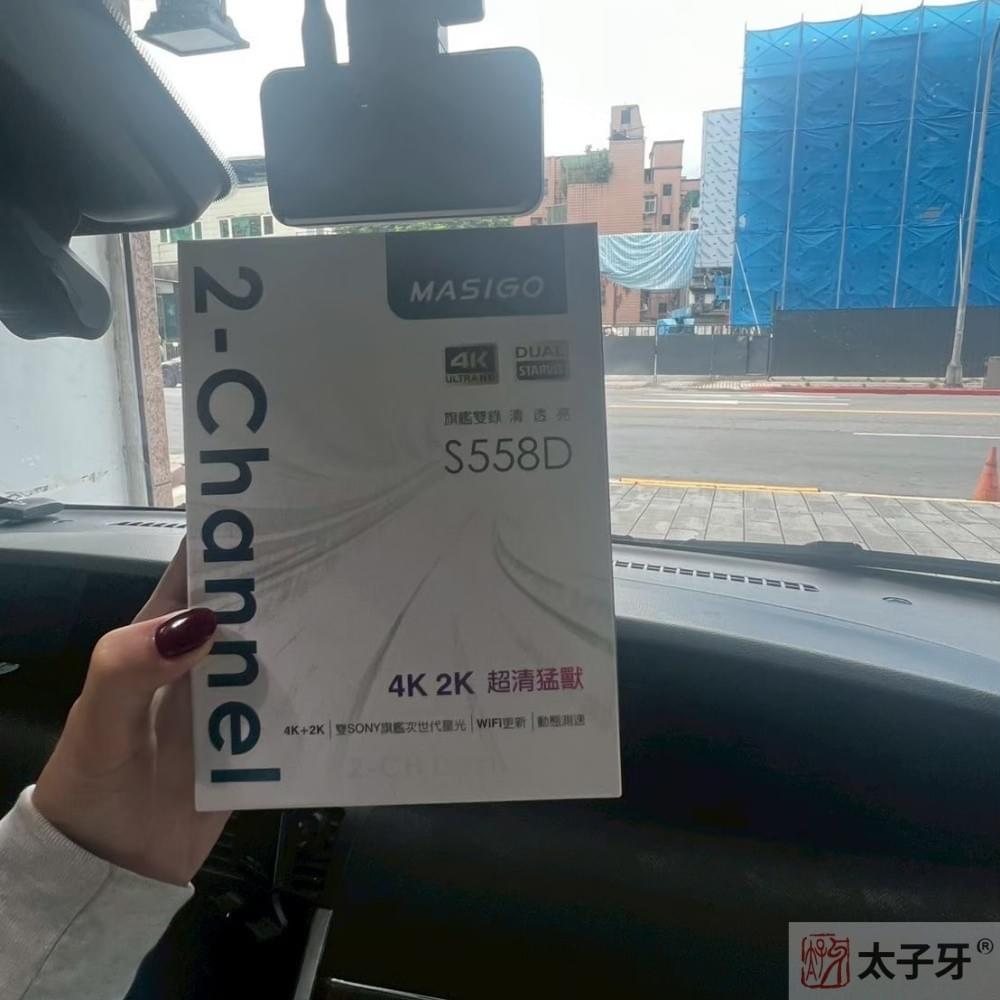 2-Channel
MASIGO
4K
ULTRA HD
DUAL
STARVIS
旗艦雙錄 清透亮
S558D
4K 2K 超清猛獸
4K+2K | 雙SONY旗艦次世代星光 | WiFi更新 | 動態測速
太子牙®